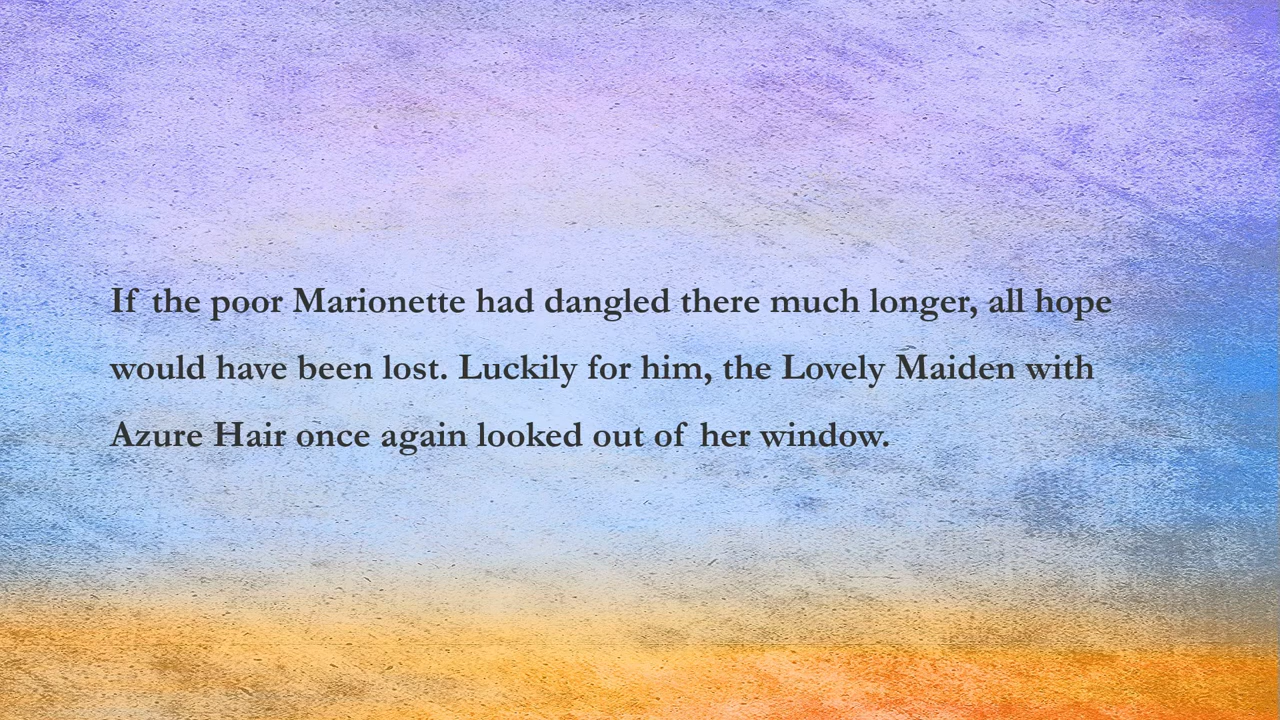 If the poor Marionette had dangled there much longer, all hope
would have been lost. Luckily for him, the Lovely Maiden with
Azure Hair once again looked out of her window.